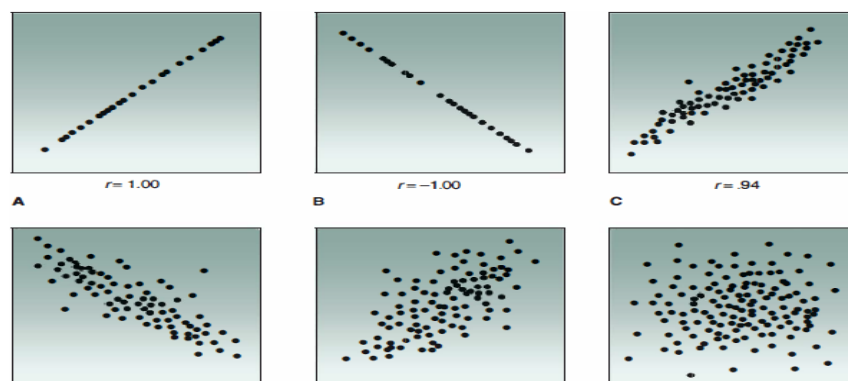 r= 1.00
r= −1.00
r= .94
A
B
C